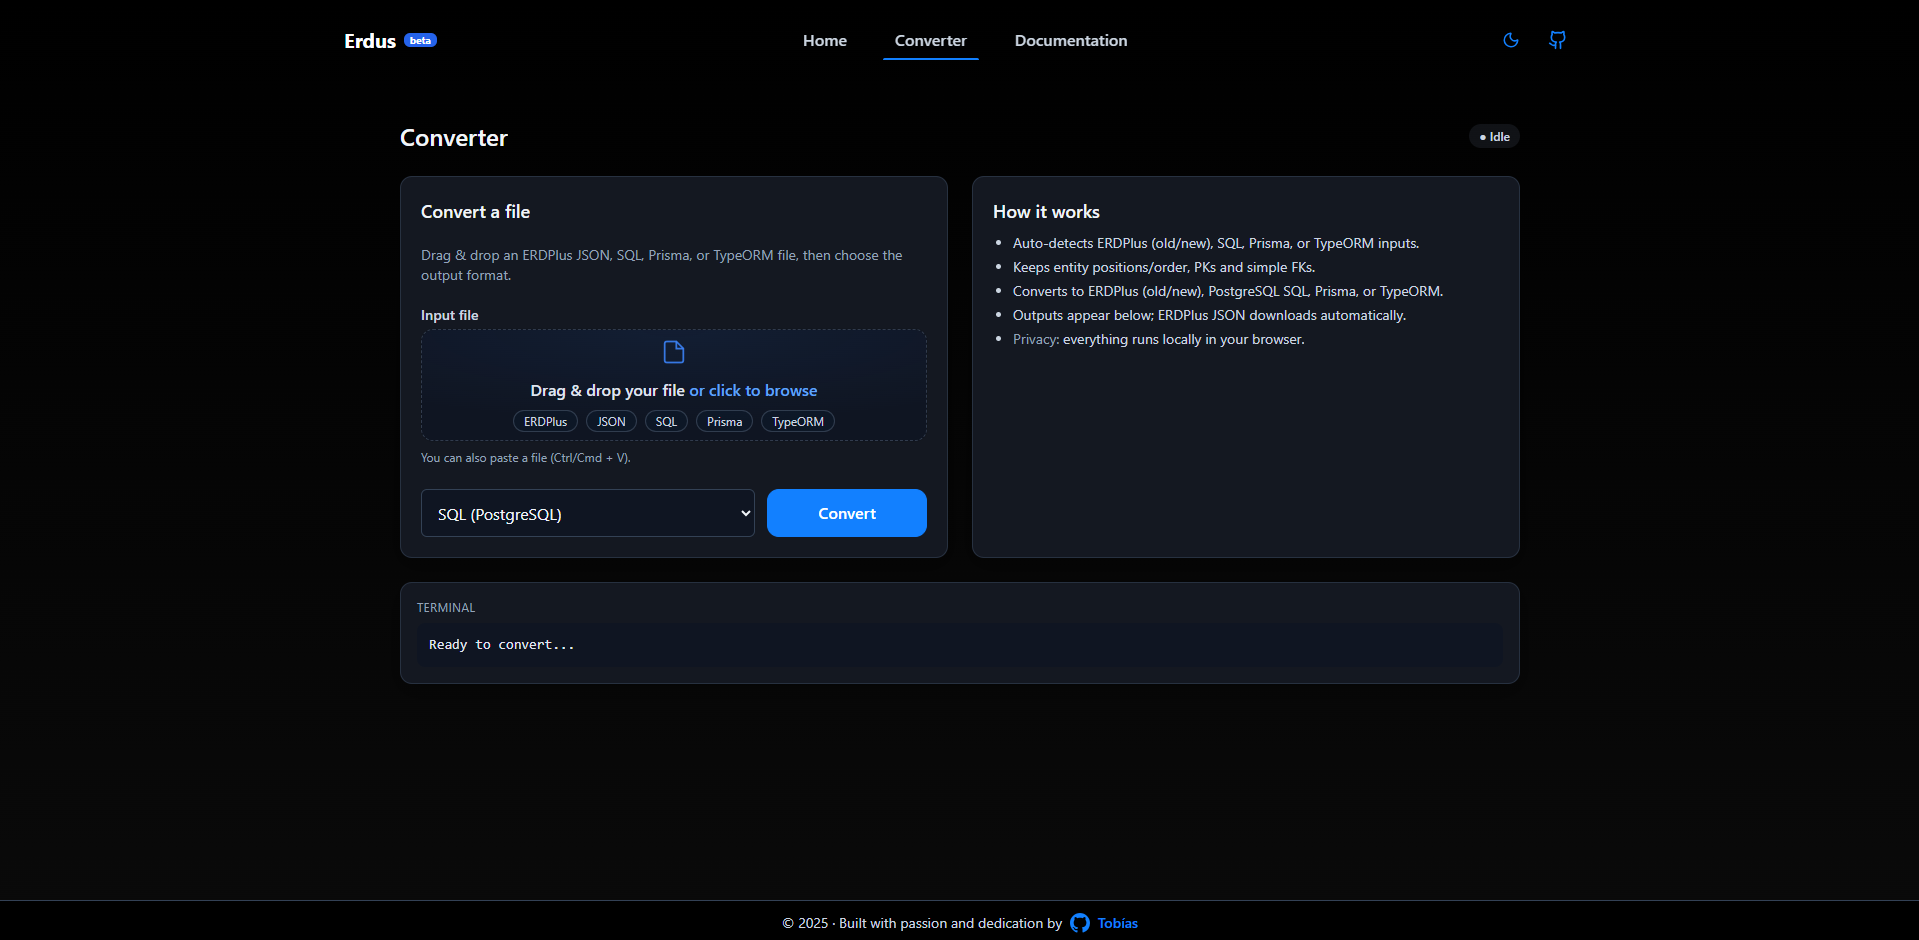 Erdus beta
Home
Converter
Documentation
Converter
● Idle
Convert a file
Drag & drop an ERDPlus JSON, SQL, Prisma, or TypeORM file, then choose the
output format.
Input file
Drag & drop your file or click to browse
ERDPlus
JSON
SQL
Prisma
TypeORM
You can also paste a file (Ctrl/Cmd + V).
SQL (PostgreSQL)
Convert
How it works
• Auto-detects ERDPlus (old/new), SQL, Prisma, or TypeORM inputs.
• Keeps entity positions/order, PKs and simple FKs.
• Converts to ERDPlus (old/new), PostgreSQL SQL, Prisma, or TypeORM.
• Outputs appear below; ERDPlus JSON downloads automatically.
• Privacy: everything runs locally in your browser.
TERMINAL
Ready to convert...
© 2025 · Built with passion and dedication by Tobías